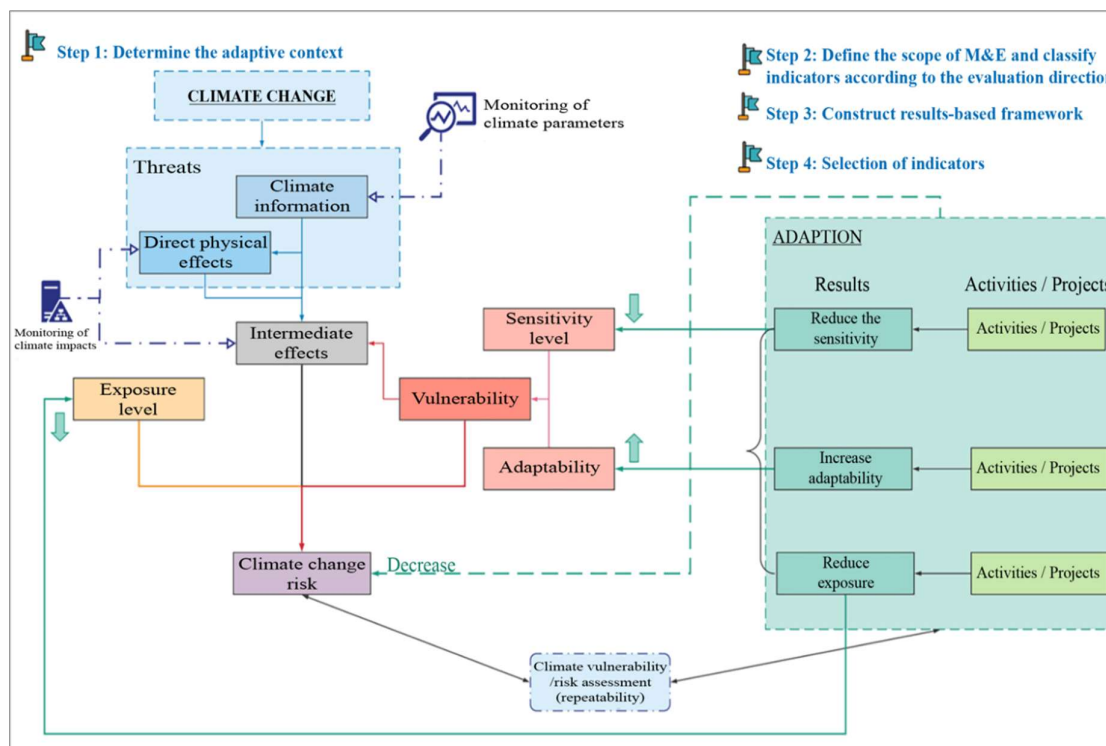 Step 1: Determine the adaptive context
Step 2: Define the scope of M&E and classify
indicators according to the evaluation direction
Step 3: Construct results-based framework
Step 4: Selection of indicators
CLIMATE CHANGE
Monitoring of
climate parameters
Threats
Climate
information
Direct physical
effects
Monitoring of
climate impacts
Intermediate
effects
Exposure
level
Vulnerability
Sensitivity
level
Adaptability
Climate change
risk
Decrease
Climate vulnerability
/risk assessment
(repeatability)
ADAPTION
Results
Activities / Projects
Reduce the
sensitivity
Activities / Projects
Increase
adaptability
Activities / Projects
Reduce
exposure
Activities / Projects